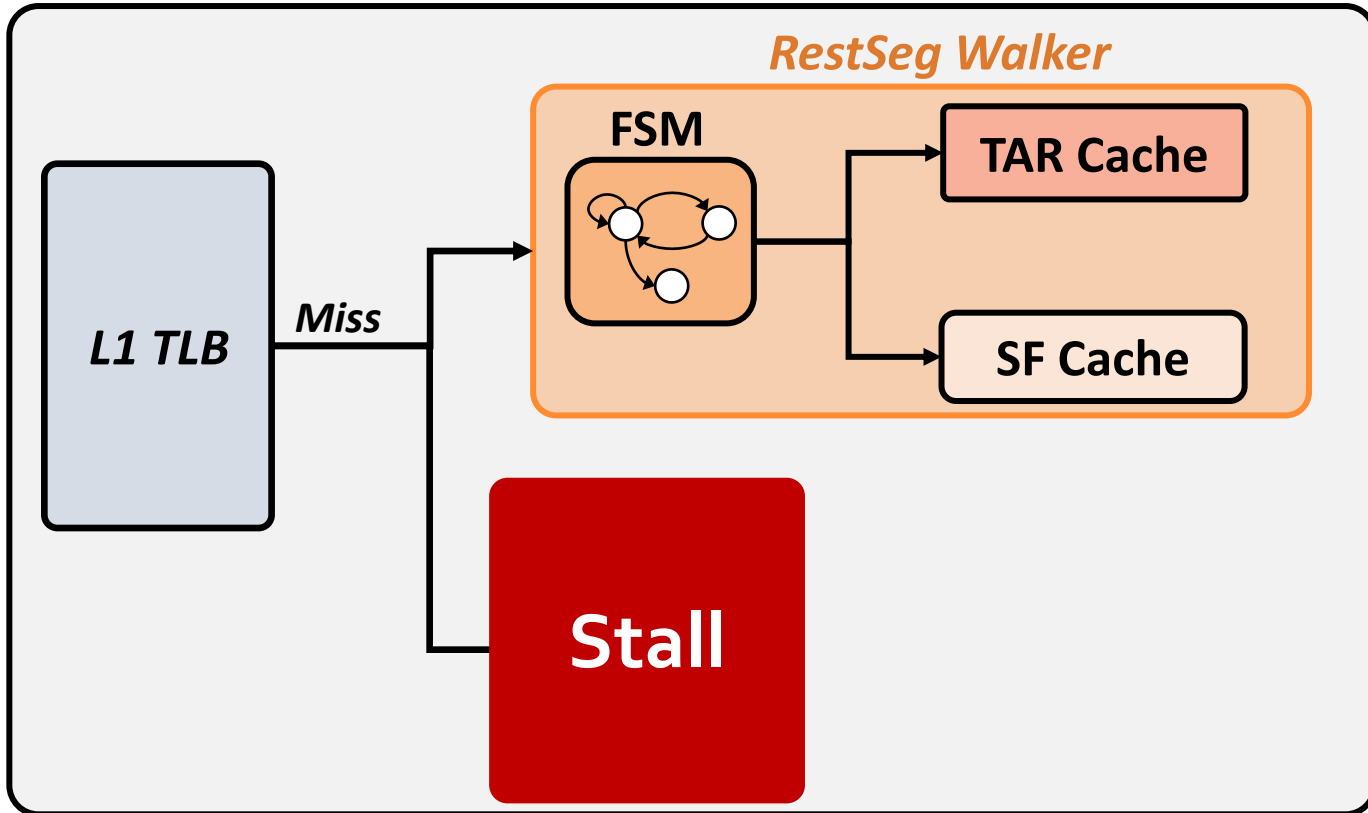 RestSeg Walker
FSM
TAR Cache
L1 TLB
Miss
SF Cache
Stall